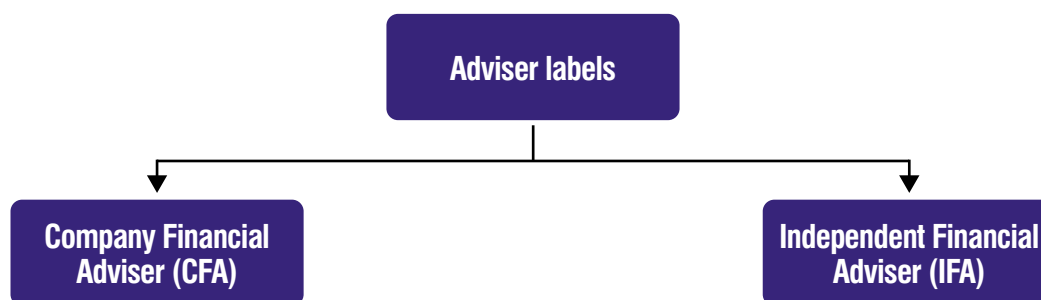 Adviser labels
Company Financial
Adviser (CFA)
Independent Financial
Adviser (IFA)